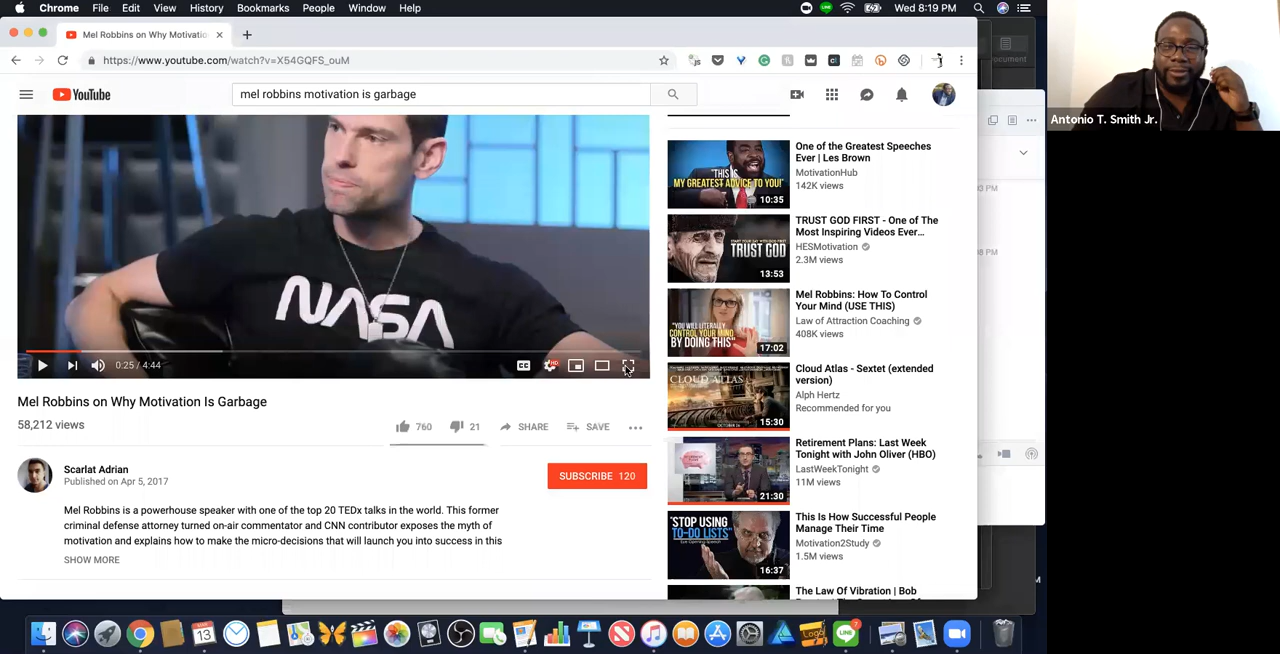 Chrome File Edit View History Bookmarks People Window Help
Wed 8:19 PM
Mel Robbins on Why Motivatio
https://www.youtube.com/watch?v=X54GQFS_ouM
YouTube
mel robbins motivation is garbage
NASA
0:25 / 4:44
CC
HD
Mel Robbins on Why Motivation Is Garbage
58,212 views
760 21 SHARE SAVE
Scarlat Adrian
Published on Apr 5, 2017
SUBSCRIBE 120
Mel Robbins is a powerhouse speaker with one of the top 20 TEDx talks in the world. This former
criminal defense attorney turned on-air commentator and CNN contributor exposes the myth of
motivation and explains how to make the micro-decisions that will launch you into success in this
SHOW MORE
"THIS IS
MY GREATEST ADVICE TO YOU!"
10:35
One of the Greatest Speeches
Ever | Les Brown
MotivationHub
142K views
TRUST GOD
13:53
TRUST GOD FIRST - One of The
Most Inspiring Videos Ever...
HESMotivation
2.3M views
"YOU WILL LITERALLY
CONTROL YOUR MIND
BY DOING THIS"
17:02
Mel Robbins: How To Control
Your Mind (USE THIS)
Law of Attraction Coaching
408K views
CLOUD ATLAS
15:30
Cloud Atlas - Sextet (extended
version)
Alph Hertz
Recommended for you
21:30
Retirement Plans: Last Week
Tonight with John Oliver (HBO)
LastWeekTonight
11M views
"STOP USING
TO-DO LISTS"
16:37
This Is How Successful People
Manage Their Time
Motivation2Study
1.5M views
The Law Of Vibration | Bob
ocument
Antonio T. Smith Jr.
13
7